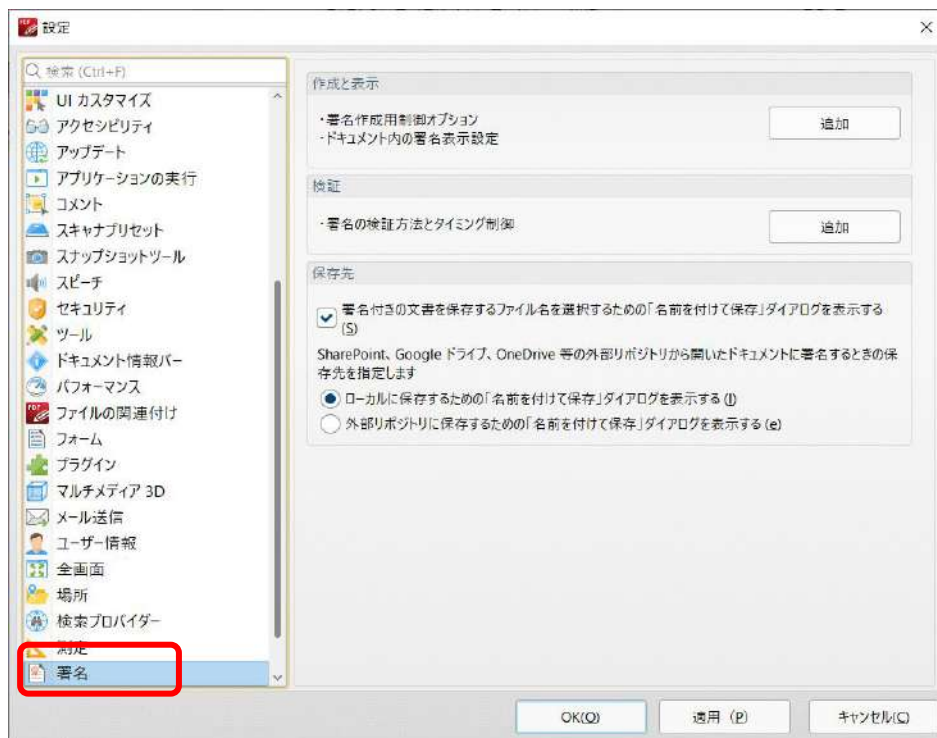 設定
検索 (Ctrl+F)
UI カスタマイズ
アクセシビリティ
アップデート
アプリケーションの実行
コメント
スキャナプリセット
スナップショットツール
スピーチ
セキュリティ
ツール
ドキュメント情報バー
パフォーマンス
ファイルの関連付け
フォーム
プラグイン
マルチメディア 3D
メール送信
ユーザー情報
全画面
場所
検索プロバイダー
測定
署名
作成と表示
・署名作成用制御オプション
・ドキュメント内の署名表示設定
追加
検証
・署名の検証方法とタイミング制御
追加
保存先
署名付きの文書を保存するファイル名を選択するための「名前を付けて保存」ダイアログを表示する
(S)
SharePoint、Google ドライブ、OneDrive 等の外部リポジトリから開いたドキュメントに署名するときの保
存先を指定します
ローカルに保存するための「名前を付けて保存」ダイアログを表示する (l)
外部リポジトリに保存するための「名前を付けて保存」ダイアログを表示する (e)
OK(O)
適用 (P)
キャンセル(C)